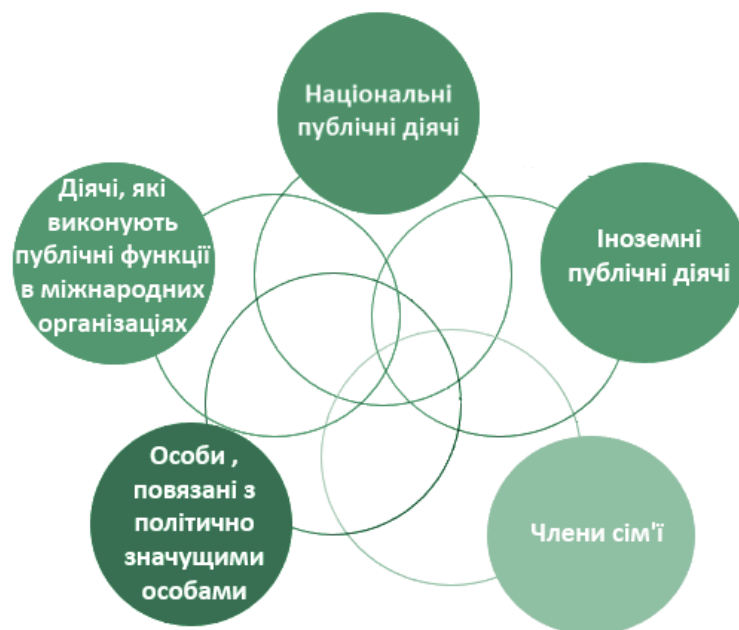 Національні
публічні діячі
Діячі, які
виконують
публічні функції
в міжнародних
організаціях
Іноземні
публічні діячі
Особи ,
повязані з
політично
значущими
особами
Члени сім'ї